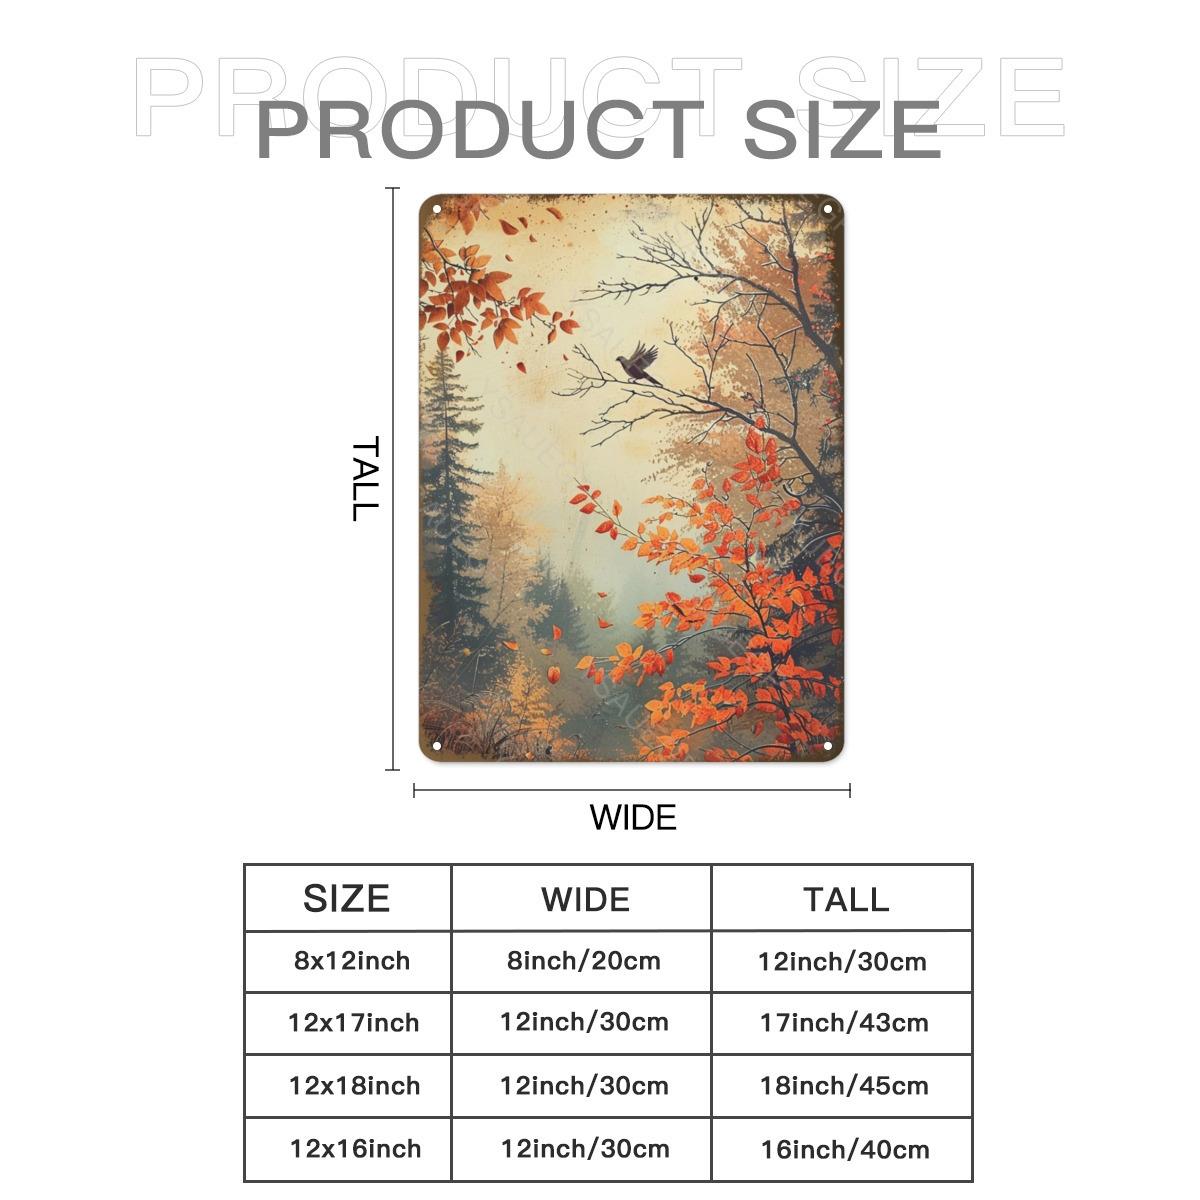 PRODUCT SIZE
PRODUCT SIZE
TALL
WIDE
SIZE WIDE TALL
8x12inch 8inch/20cm 12inch/30cm
12x17inch 12inch/30cm 17inch/43cm
12x18inch 12inch/30cm 18inch/45cm
12x16inch 12inch/30cm 16inch/40cm